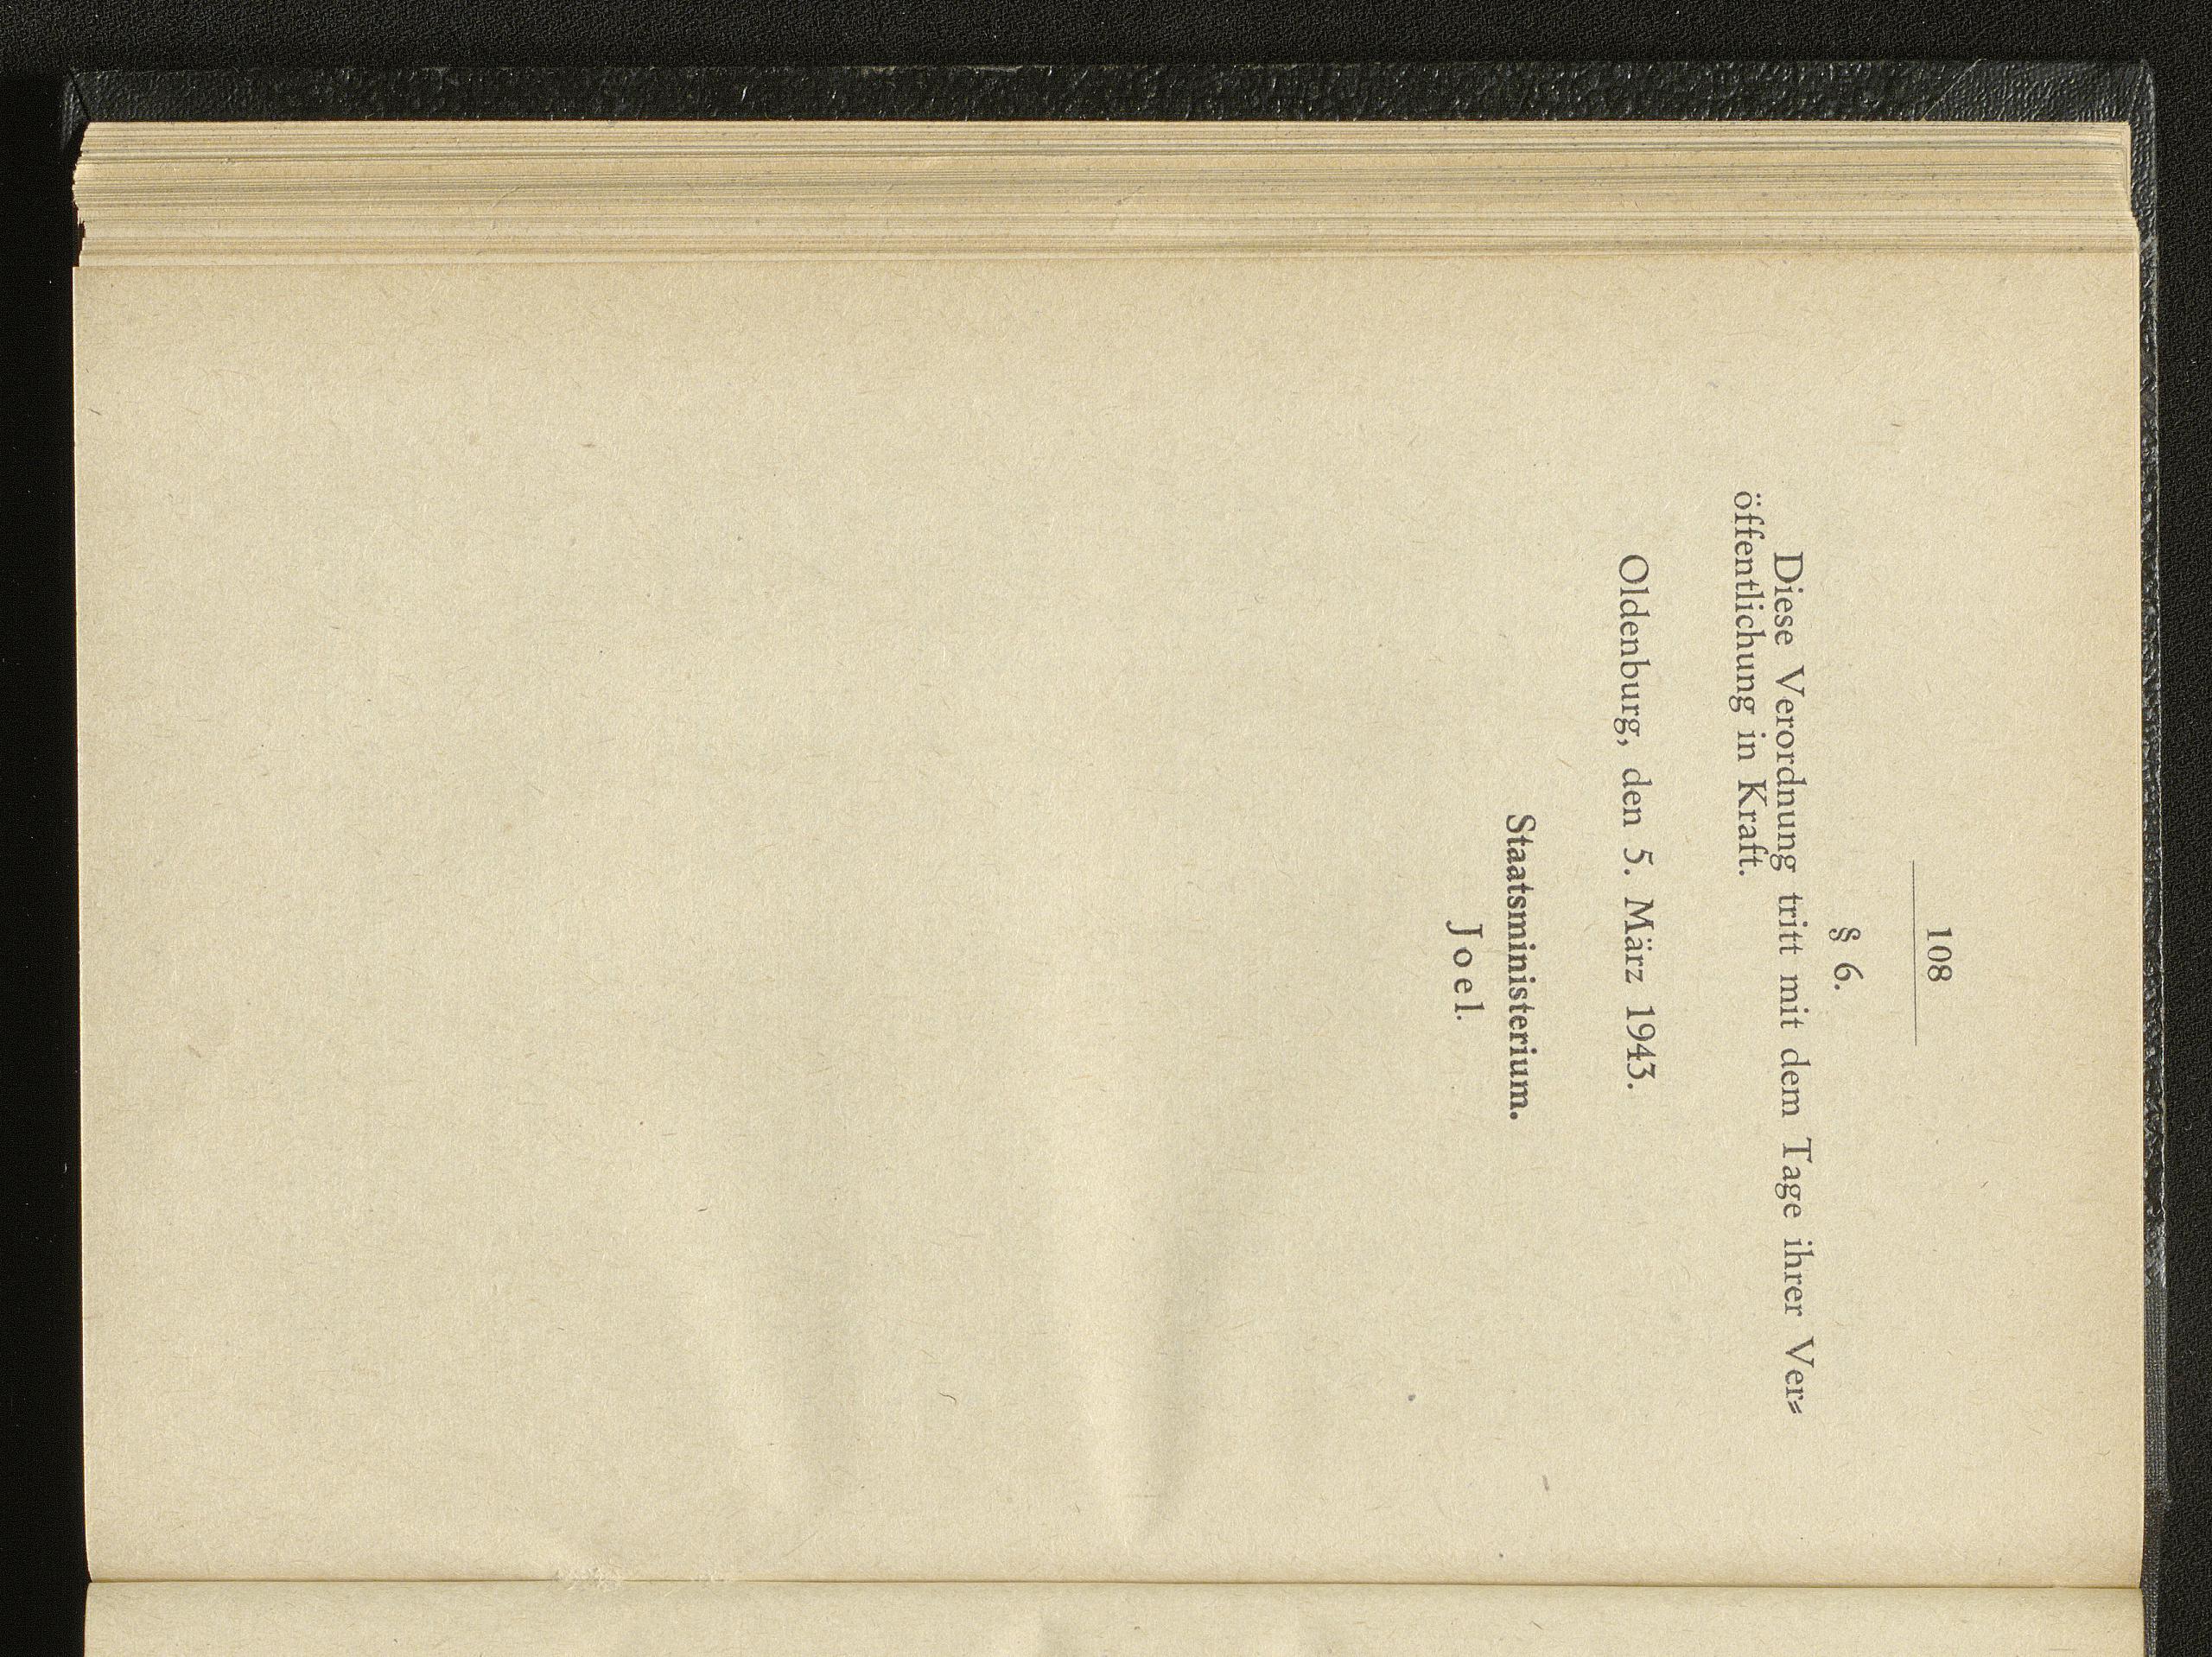 108
§ 6.
Diese Verordnung tritt mit dem Tage ihrer Ver⸗
öffentlichung in Kraft.
Oldenburg, den 5. März 1943.
Staatsministerium.
Joel.